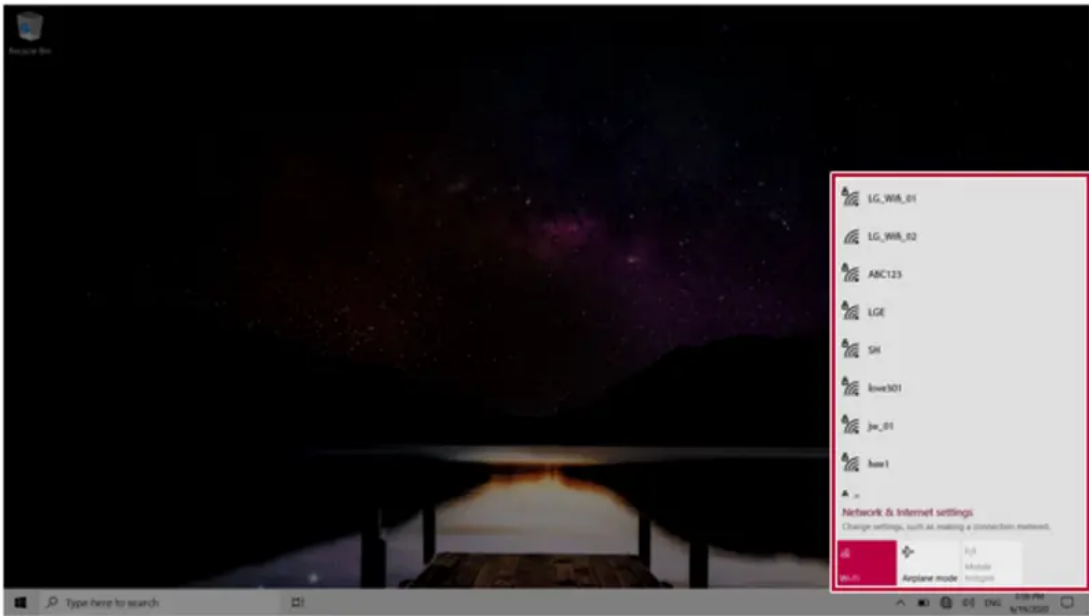 Recycle Bin
LG_Wifi_01
LG_Wifi_02
ABC123
LGE
SH
love501
jw_01
hee1
Network & Internet settings
Change settings, such as making a connection metered.
Wi-Fi
Airplane mode
Mobile
hotspot
Type here to search
ENG